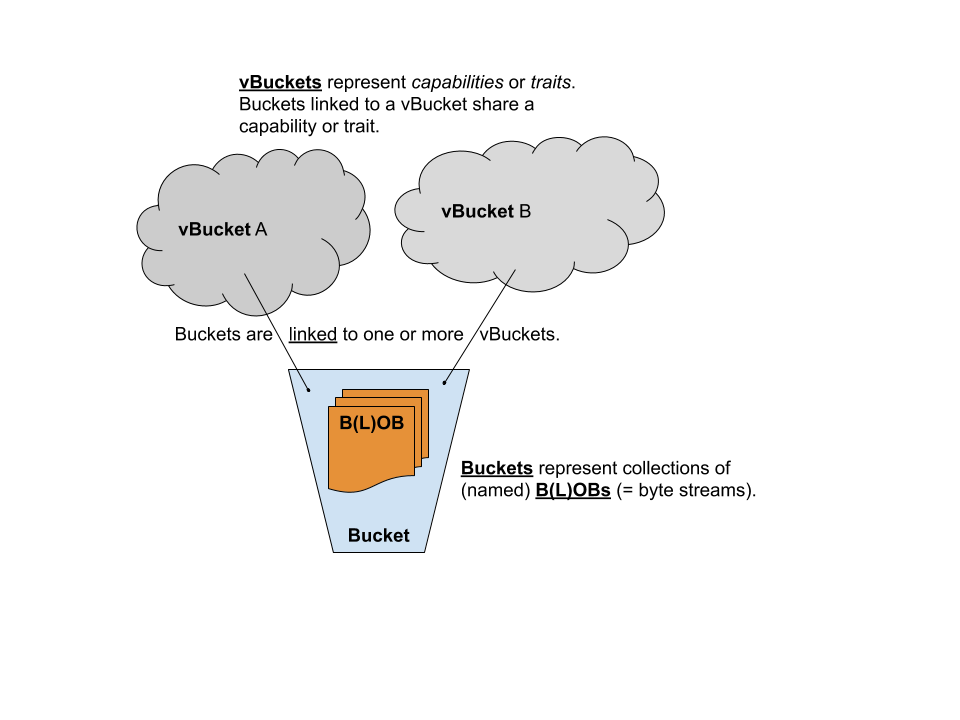 vBuckets represent capabilities or traits.
Buckets linked to a vBucket share a
capability or trait.
vBucket A
vBucket B
Buckets are linked to one or more vBuckets.
B(L)OB
Buckets represent collections of
(named) B(L)OBs (= byte streams).
Bucket